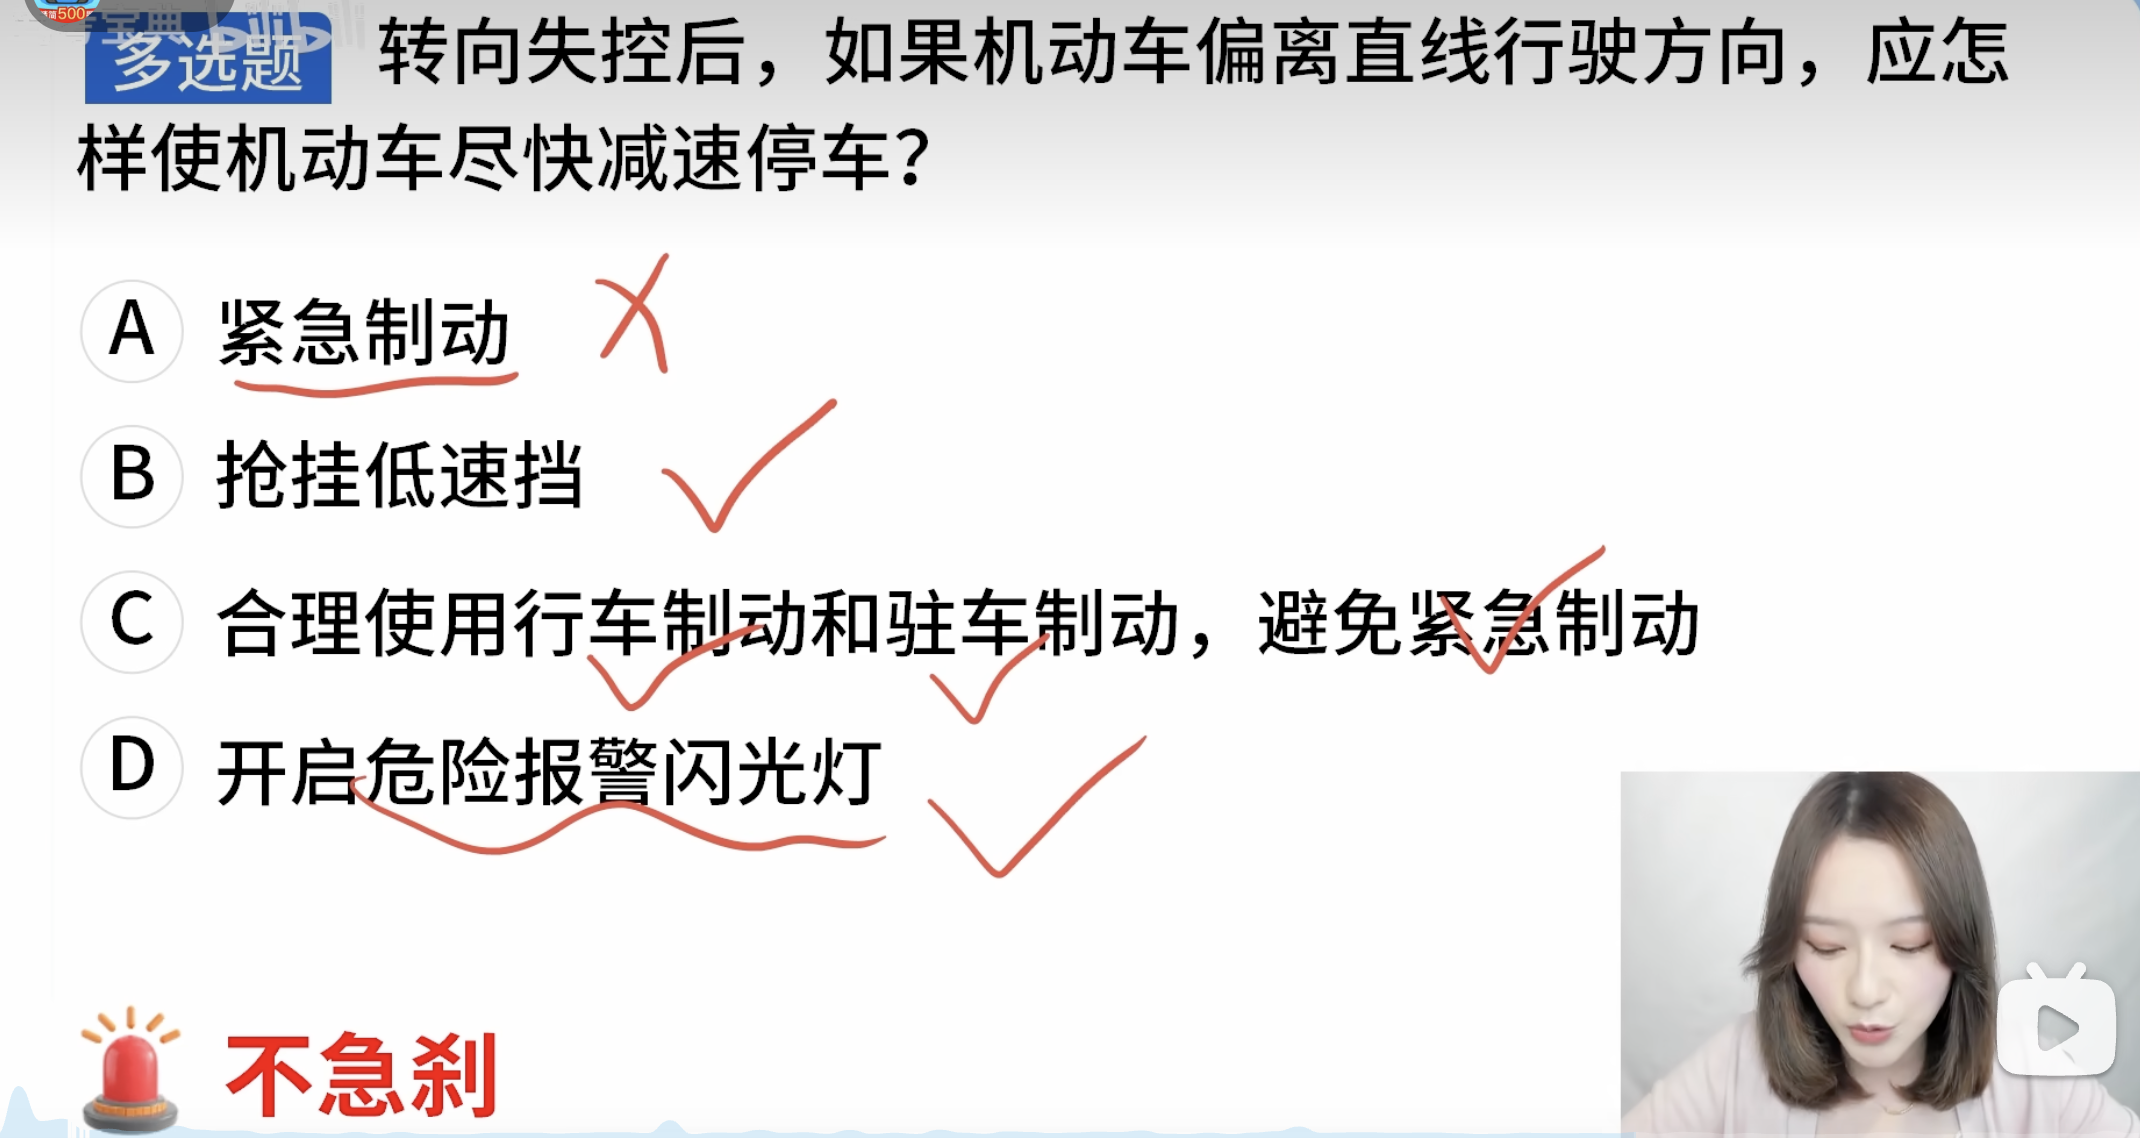 多选题 转向失控后，如果机动车偏离直线行驶方向，应怎
样使机动车尽快减速停车？
A 紧急制动
B 抢挂低速挡
C 合理使用行车制动和驻车制动，避免紧急制动
D 开启危险报警闪光灯
不急刹